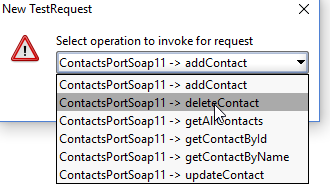 New TestRequest
Select operation to invoke for request
ContactsPortSoap11 -> addContact
ContactsPortSoap11 -> addContact
ContactsPortSoap11 -> deleteContact
ContactsPortSoap11 -> getAllContacts
ContactsPortSoap11 -> getContactById
ContactsPortSoap11 -> getContactByName
ContactsPortSoap11 -> updateContact